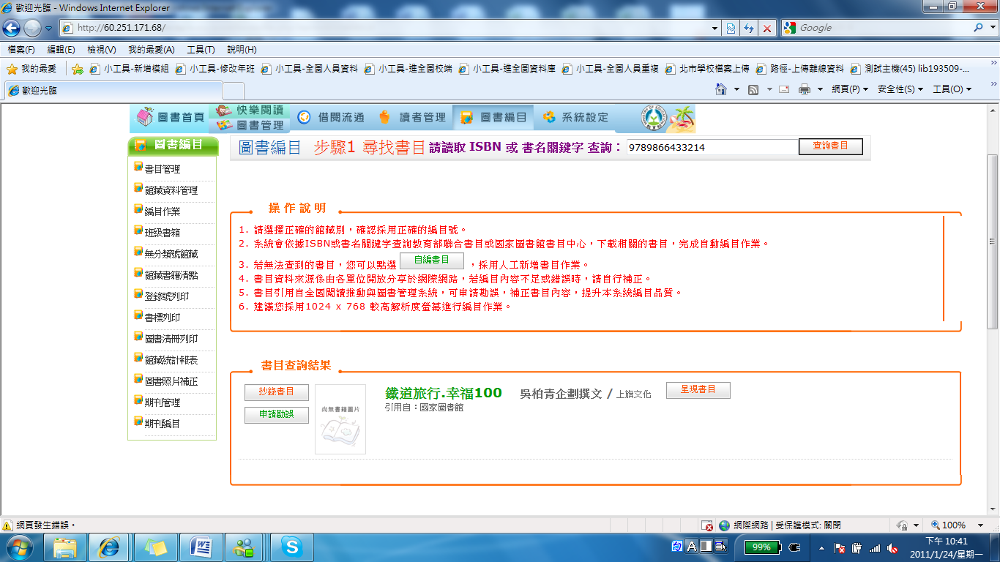 歡迎光臨 - Windows Internet Explorer
http://60.251.171.68/
Google
檔案(F) 編輯(E) 檢視(V) 我的最愛(A) 工具(T) 說明(H)
我的最愛 小工具-新增模組 小工具-修改年班 小工具-全圖人員資料 小工具-進全圖校端 小工具-進全圖資料庫 小工具-全圖人員重複 北市學校檔案上傳 路徑-上傳離線資料 測試主機(45) lib193509-...
歡迎光臨
網頁(P) 安全性(S) 工具(O)
圖書首頁 快樂閱讀 圖書管理 借閱流通 讀者管理 圖書編目 系統設定
圖書編目
書目管理
館藏資料管理
編目作業
班級書箱
無分類號館藏
館藏書籍清點
登錄號列印
書標列印
圖書清冊列印
館藏統計報表
圖書照片補正
期刊管理
期刊編目
圖書編目 步驟1 尋找書目 請讀取 ISBN 或 書名關鍵字 查詢： 9789866433214 查詢書目
操 作 說 明
1. 請選擇正確的館藏別，確認採用正確的編目號。
2. 系統會依據ISBN或書名關鍵字查詢教育部聯合書目或國家圖書館書目中心，下載相關的書目，完成自動編目作業。
3. 若無法查到的書目，您可以點選 自編書目 ，採用人工新增書目作業。
4. 書目資料來源係由各單位開放分享於網際網路，若編目內容不足或錯誤時，請自行補正。
5. 書目引用自全國閱讀推動與圖書管理系統，可申請勘誤，補正書目內容，提升本系統編目品質。
6. 建議您採用1024 x 768 較高解析度螢幕進行編目作業。
書目查詢結果
抄錄書目
申請勘誤
尚無書籍圖片
鐵道旅行.幸福100 吳柏青企劃撰文 / 上旗文化 呈現書目
引用自：國家圖書館
網頁發生錯誤。
網際網路 | 受保護模式: 關閉
100%
99%
下午 10:41
2011/1/24/星期一